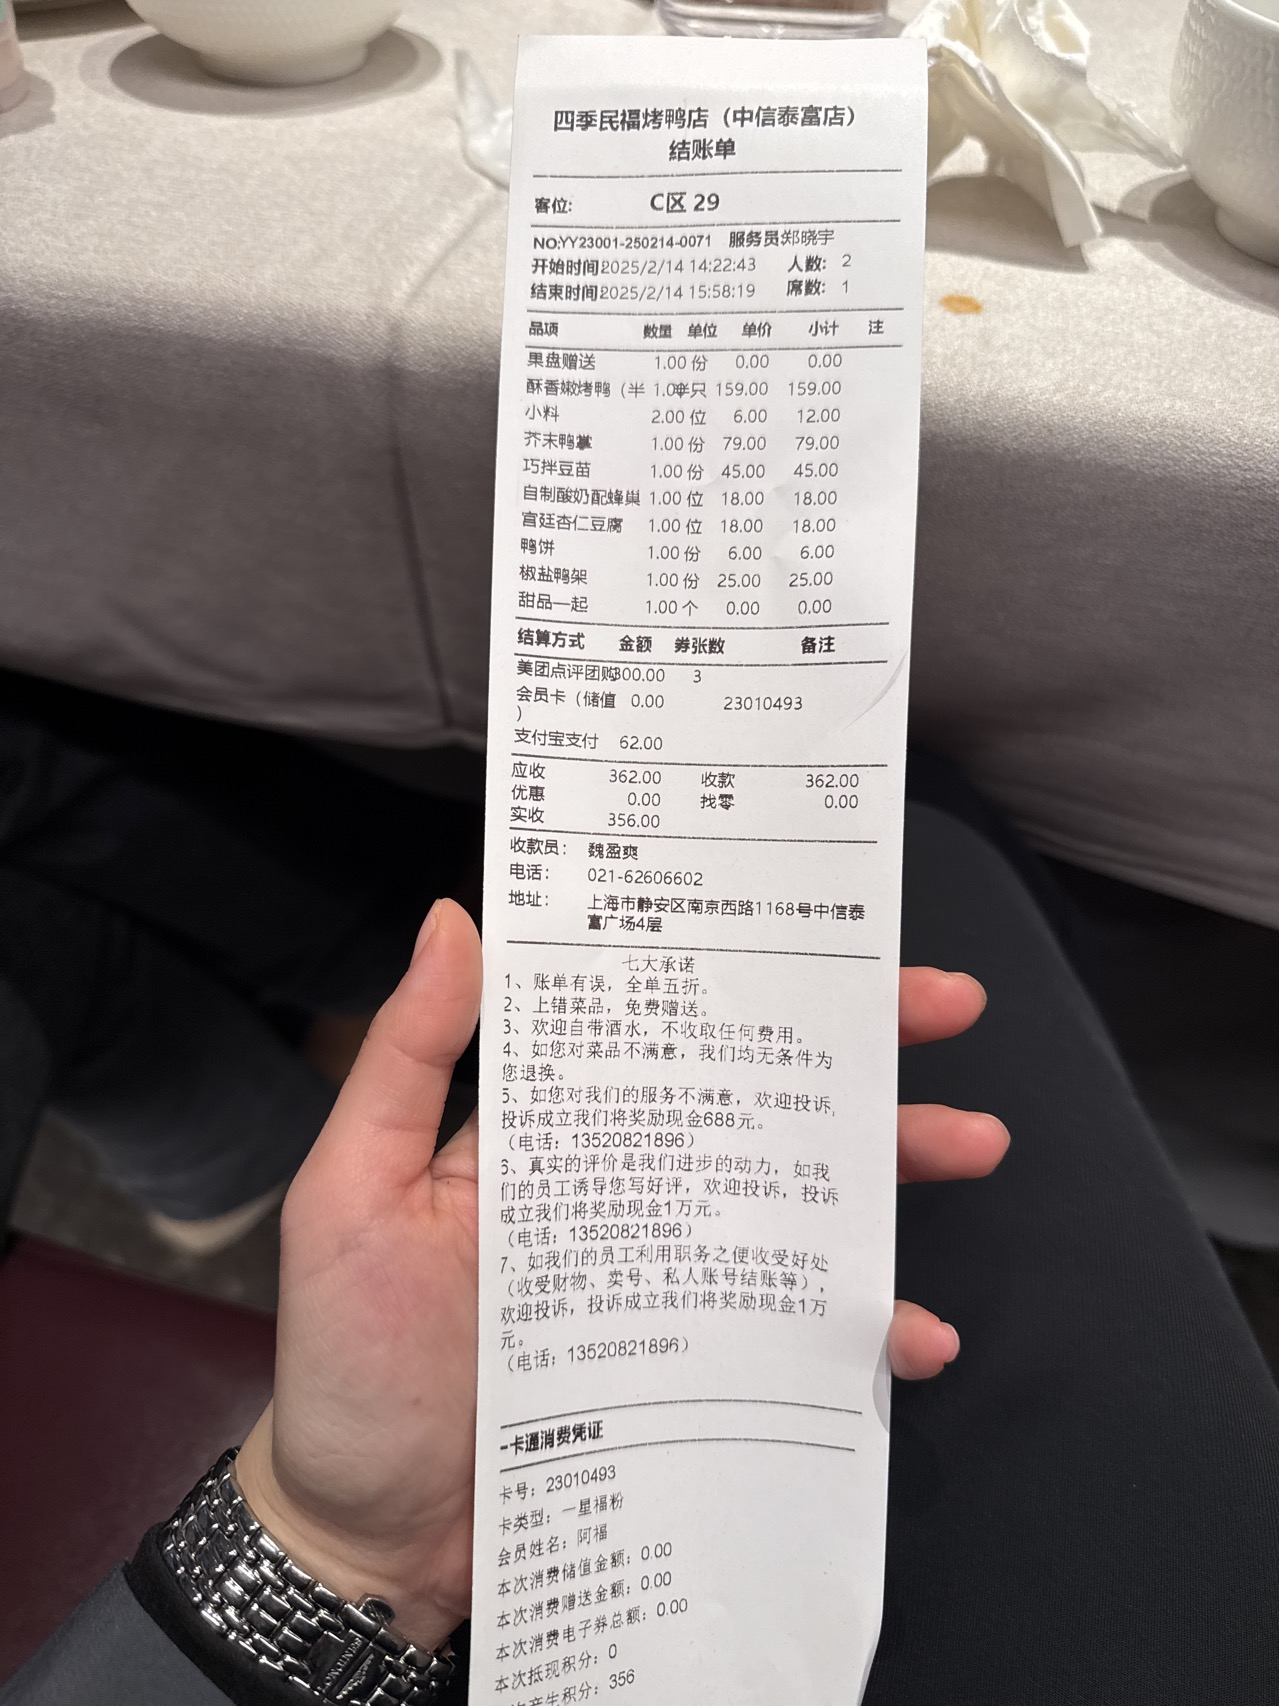 四季民福烤鸭店（中信泰富店）
结账单
客位: C区 29
NO:YY23001-250214-0071 服务员:郑晓宇
开始时间2025/2/14 14:22:43 人数: 2
结束时间2025/2/14 15:58:19 席数: 1
品项 数量 单位 单价 小计 注
果盘赠送 1.00 份 0.00 0.00
酥香嫩烤鸭（半 1.00半只 159.00 159.00
小料 2.00 位 6.00 12.00
芥末鸭掌 1.00 份 79.00 79.00
巧拌豆苗 1.00 份 45.00 45.00
自制酸奶配蜂巢 1.00 位 18.00 18.00
宫廷杏仁豆腐 1.00 位 18.00 18.00
鸭饼 1.00 份 6.00 6.00
椒盐鸭架 1.00 份 25.00 25.00
甜品一起 1.00 个 0.00 0.00
结算方式 金额 券张数 备注
美团点评团购300.00 3
会员卡（储值 0.00 23010493
）
支付宝支付 62.00
应收 362.00 收款 362.00
优惠 0.00 找零 0.00
实收 356.00
收款员: 魏盈爽
电话: 021-62606602
地址: 上海市静安区南京西路1168号中信泰
富广场4层
七大承诺
1、账单有误，全单五折。
2、上错菜品，免费赠送。
3、欢迎自带酒水，不收取任何费用。
4、如您对菜品不满意，我们均无条件为
您退换。
5、如您对我们的服务不满意，欢迎投诉,
投诉成立我们将奖励现金688元。
（电话：13520821896）
6、真实的评价是我们进步的动力，如我
们的员工诱导您写好评，欢迎投诉，投诉
成立我们将奖励现金1万元。
（电话：13520821896）
7、如我们的员工利用职务之便收受好处
（收受财物、卖号、私人账号结账等），
欢迎投诉，投诉成立我们将奖励现金1万
元。
（电话：13520821896）
一卡通消费凭证
卡号：23010493
卡类型：一星福粉
会员姓名：阿福
本次消费储值金额：0.00
本次消费赠送金额：0.00
本次消费电子券总额：0.00
本次抵现积分：0
产生积分：356